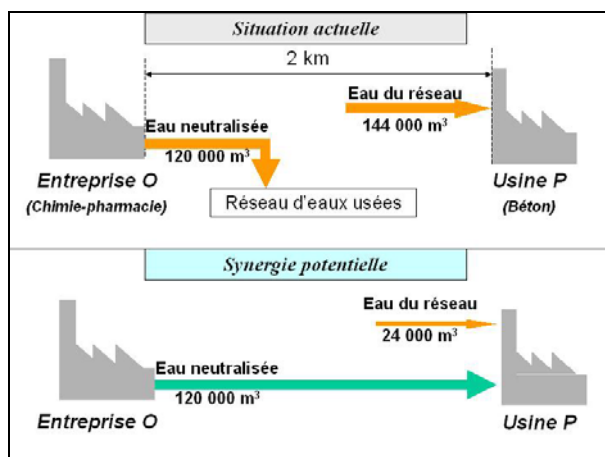 Situation actuelle
2 km
Eau du réseau
144 000 m³
Eau neutralisée
120 000 m³
Entreprise O
(Chimie-pharmacie)
Réseau d'eaux usées
Usine P
(Béton)
Synergie potentielle
Eau du réseau
24 000 m³
Eau neutralisée
120 000 m³
Entreprise O
Usine P